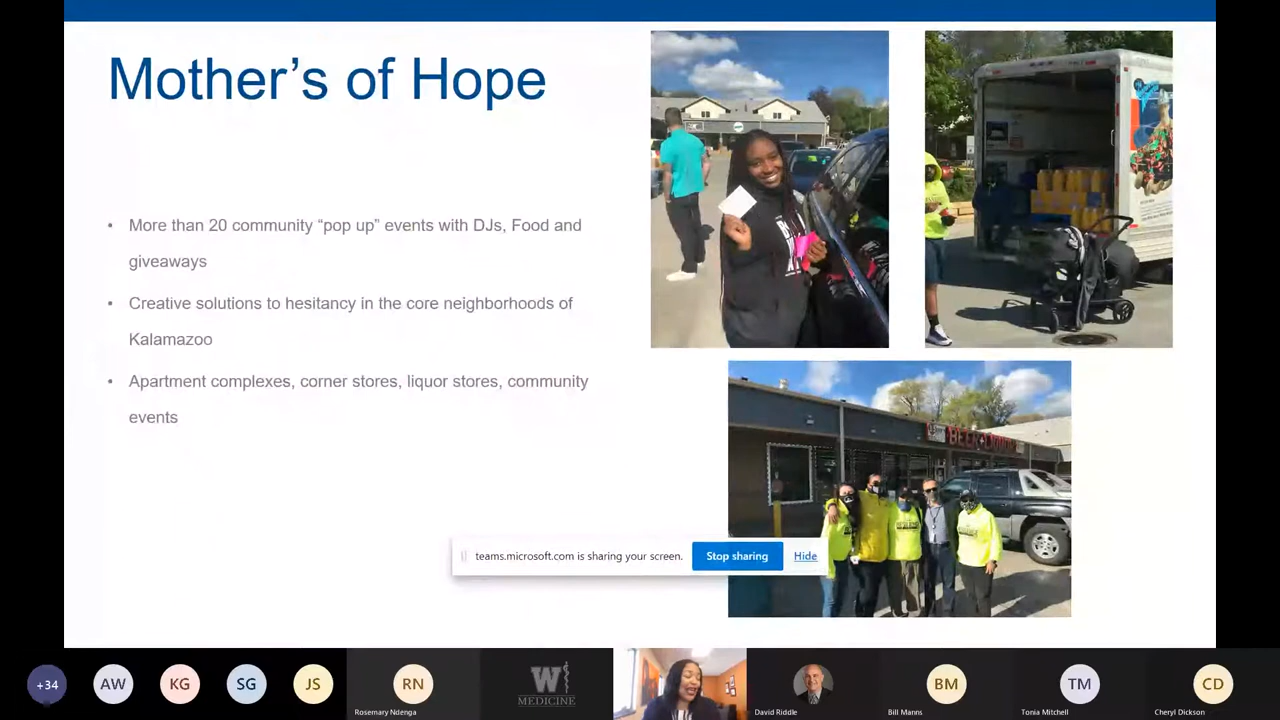 Mother’s of Hope
• More than 20 community “pop up” events with DJs, Food and
giveaways
• Creative solutions to hesitancy in the core neighborhoods of
Kalamazoo
• Apartment complexes, corner stores, liquor stores, community
events
teams.microsoft.com is sharing your screen.
Stop sharing
Hide
+34
AW
KG
SG
JS
RN
Rosemary Ndenga
W
MEDICINE
David Riddle
BM
Bill Manns
TM
Tonia Mitchell
CD
Cheryl Dickson